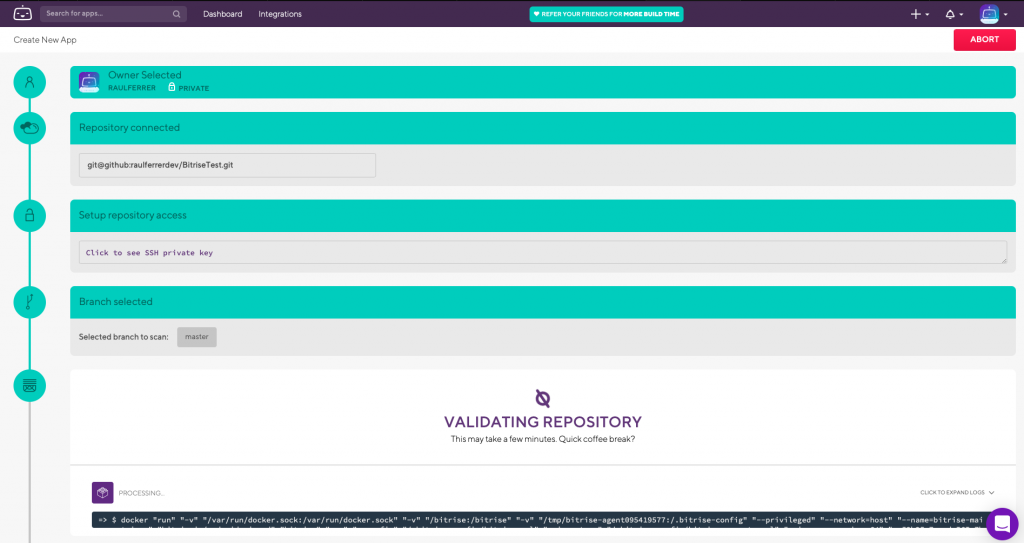 Search for apps...
Dashboard
Integrations
REFER YOUR FRIENDS FOR MORE BUILD TIME
Create New App
ABORT
Owner Selected
RAULFERRER
PRIVATE
Repository connected
git@github:raulferrerdev/BitriseTest.git
Setup repository access
Click to see SSH private key
Branch selected
Selected branch to scan:
master
VALIDATING REPOSITORY
This may take a few minutes. Quick coffee break?
PROCESSING...
CLICK TO EXPAND LOGS
=> $ docker "run" "-v" "/var/run/docker.sock:/var/run/docker.sock" "-v" "/bitrise:/bitrise" "-v" "/tmp/bitrise-agent095419577:/.bitrise-config" "--privileged" "--network=host" "--name=bitrise-mai